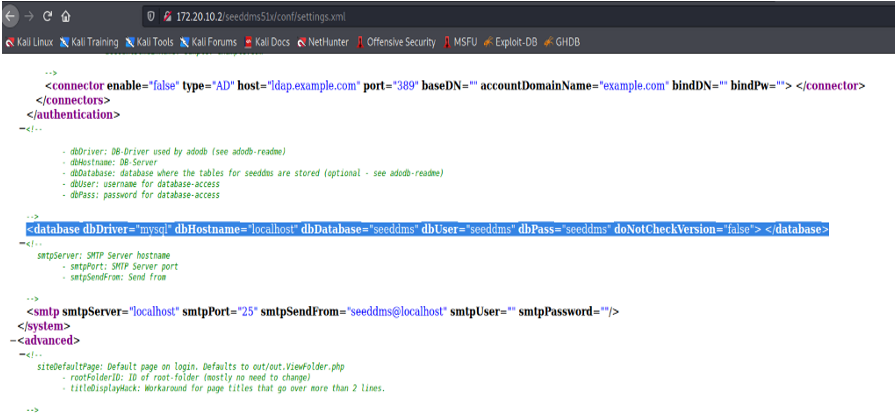 172.20.10.2/seeddms51x/conf/settings.xml
Kali Linux Kali Training Kali Tools Kali Forums Kali Docs NetHunter Offensive Security MSFU Exploit-DB GHDB
-->
<connector enable="false" type="AD" host="ldap.example.com" port="389" baseDN="" accountDomainName="example.com" bindDN="" bindPw=""> </connector>
</connectors>
</authentication>
−<!--
- dbDriver: DB-Driver used by adodb (see adodb-readme)
- dbHostname: DB-Server
- dbDatabase: database where the tables for seeddms are stored (optional - see adodb-readme)
- dbUser: username for database-access
- dbPass: password for database-access
-->
<database dbDriver="mysql" dbHostname="localhost" dbDatabase="seeddms" dbUser="seeddms" dbPass="seeddms" doNotCheckVersion="false"> </database>
−<!--
smtpServer: SMTP Server hostname
- smtpPort: SMTP Server port
- smtpSendFrom: Send from
-->
<smtp smtpServer="localhost" smtpPort="25" smtpSendFrom="seeddms@localhost" smtpUser="" smtpPassword=""/>
</system>
−<advanced>
−<!--
siteDefaultPage: Default page on login. Defaults to out/out.ViewFolder.php
- rootFolderID: ID of root-folder (mostly no need to change)
- titleDisplayHack: Workaround for page titles that go over more than 2 lines.
-->